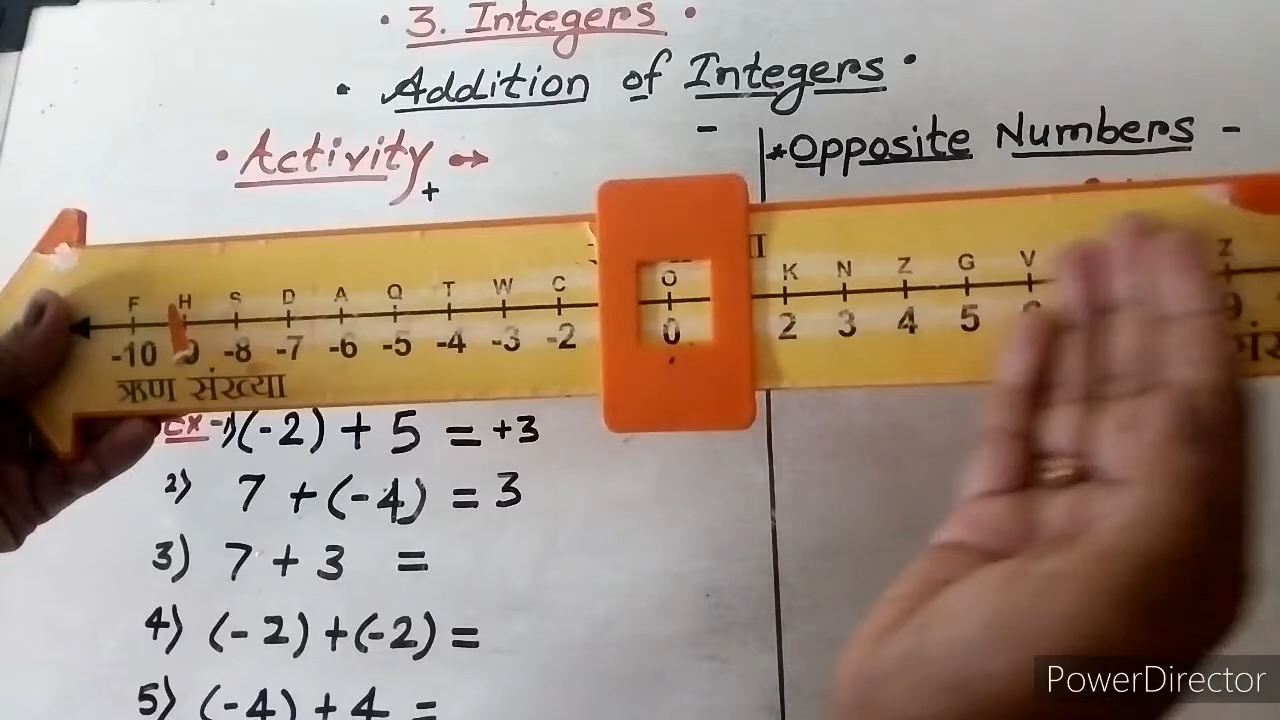 • 3. Integers •
• Addition of Integers •
• Activity →
- *Opposite Numbers -
+
F H S D A Q T W C O K N Z G V Z
-10 -8 -7 -6 -5 -4 -3 -2 0 2 3 4 5 9
ऋण संख्या
Ex-1) (-2) + 5 = +3
2) 7 + (-4) = 3
3) 7 + 3 =
4) (-2) + (-2) =
5) (-4) + 4 =
PowerDirector